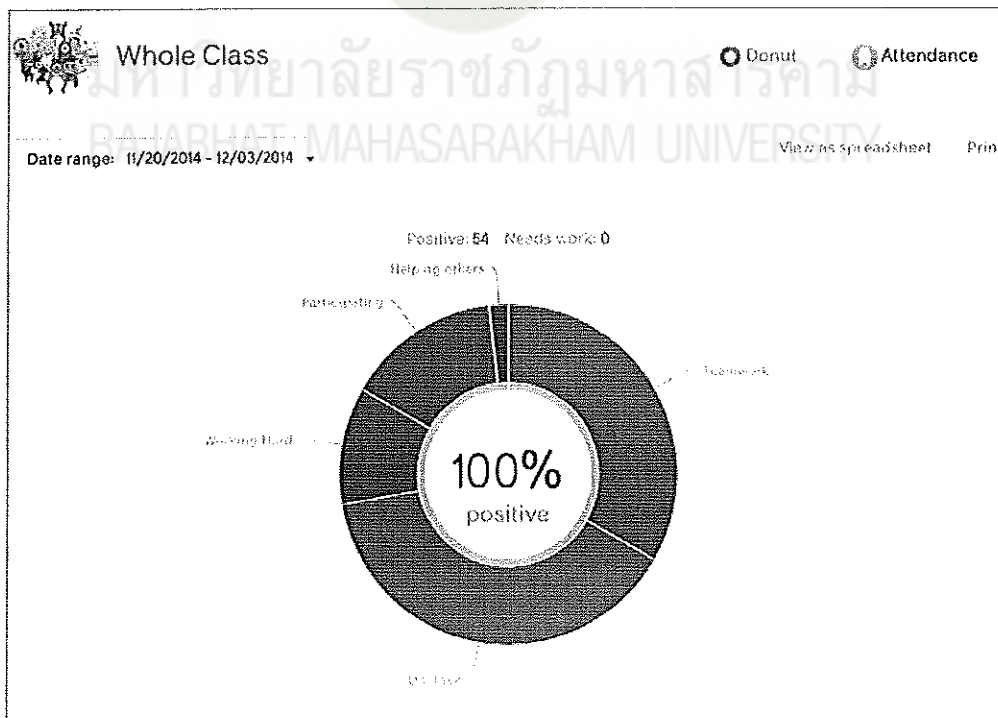 Whole Class
Donut
Attendance
มหาวิทยาลัยราชภัฏมหาสารคาม
RAJABHAT MAHASARAKHAM UNIVERSITY
Date range: 11/20/2014 - 12/03/2014
View as spreadsheet
Prin
Positive: 54 Needs work: 0
Helping others
Participating
Teamwork
Working Hard
100%
positive